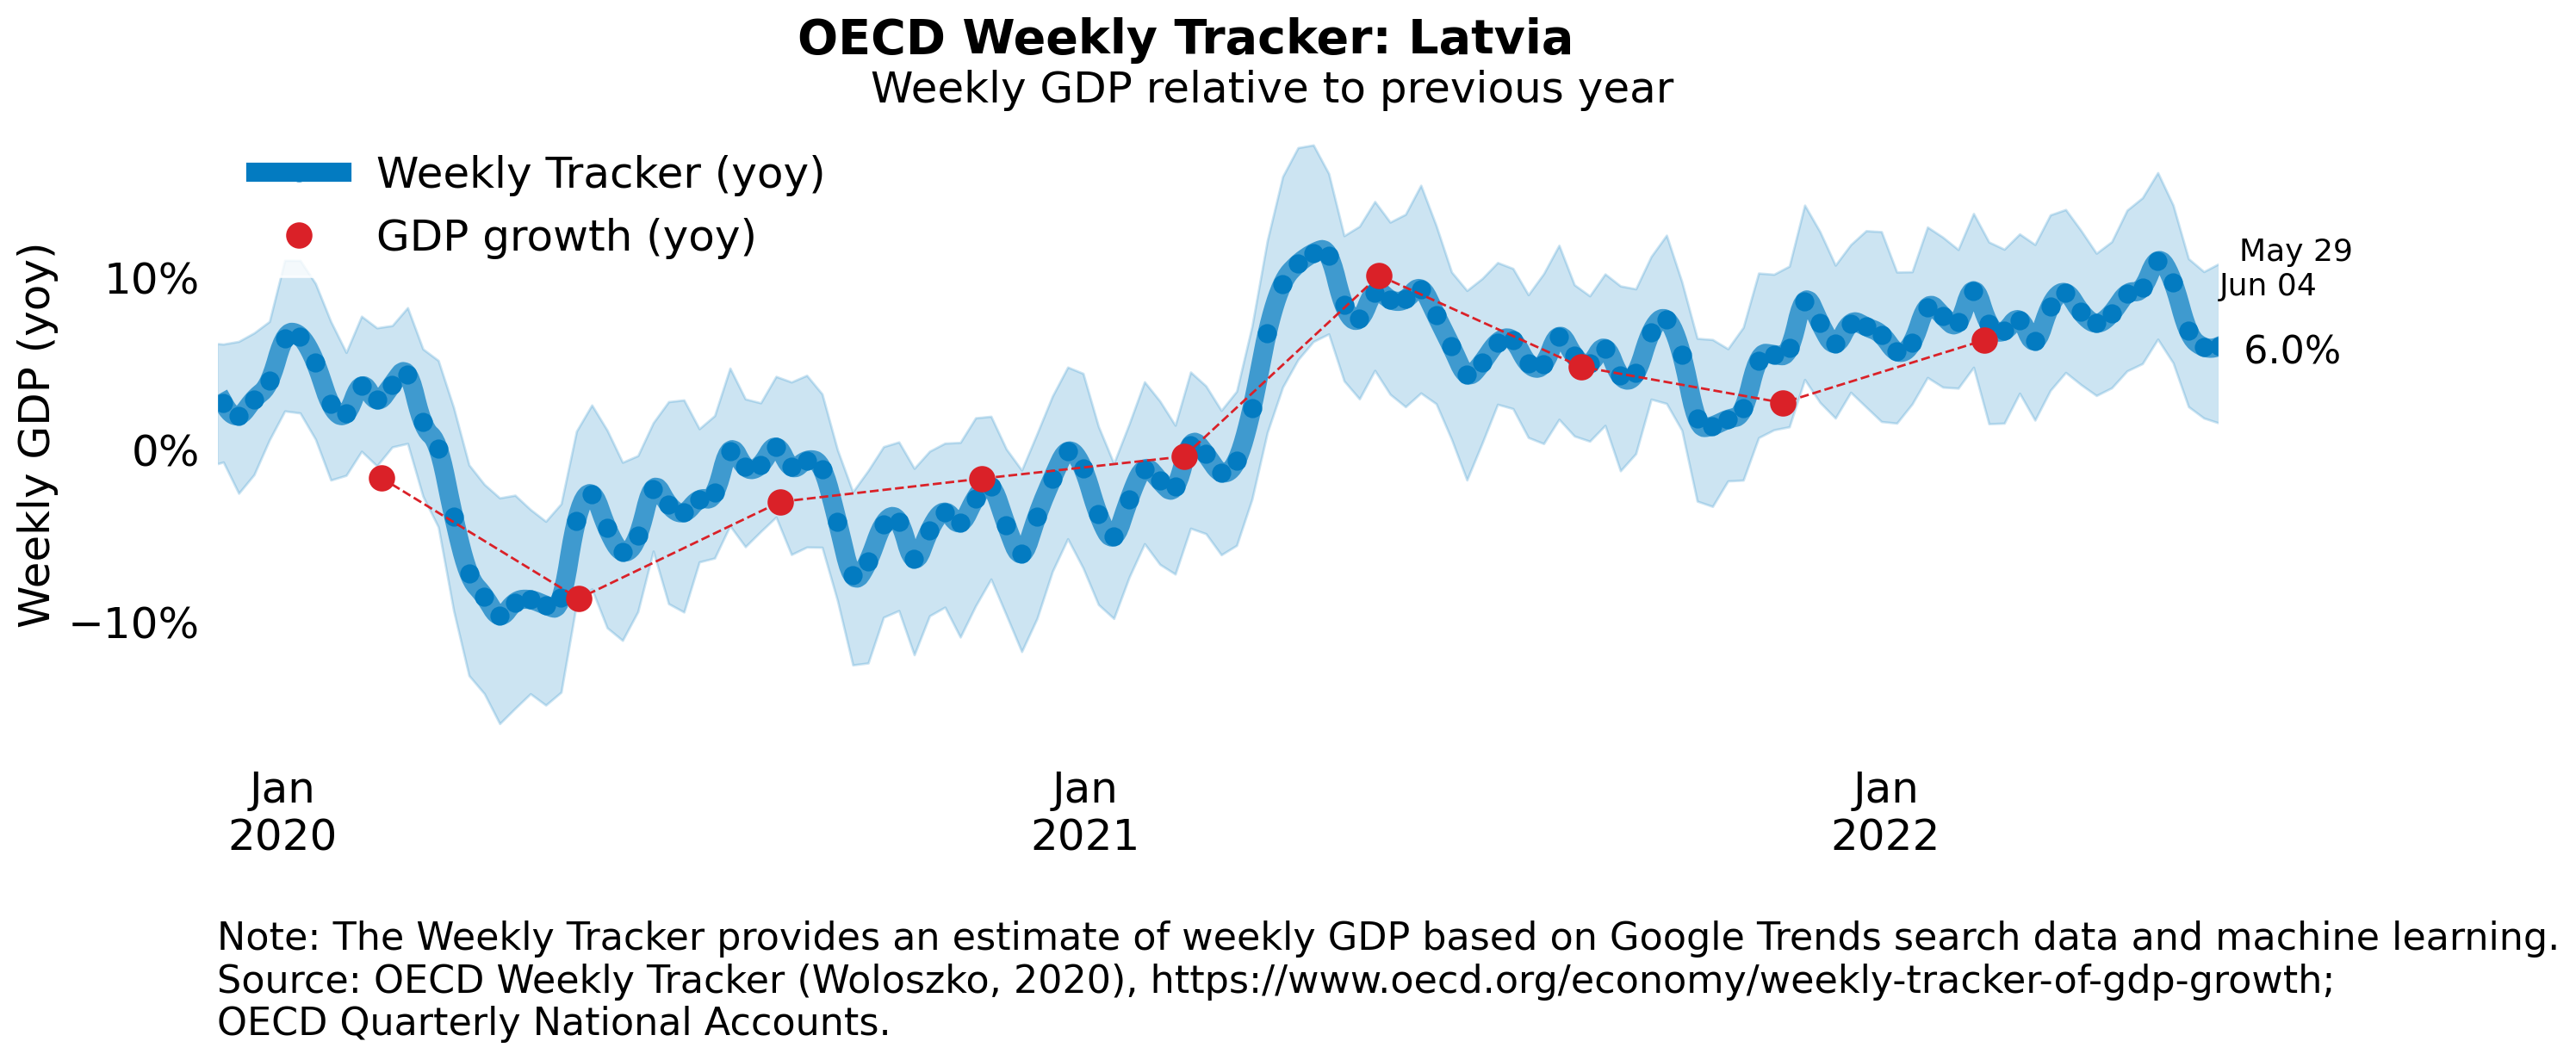 OECD Weekly Tracker: Latvia
Weekly GDP relative to previous year
Weekly Tracker (yoy)
GDP growth (yoy)
Weekly GDP (yoy)
10%
0%
−10%
May 29
Jun 04
6.0%
Jan
2020
Jan
2021
Jan
2022
Note: The Weekly Tracker provides an estimate of weekly GDP based on Google Trends search data and machine learning.
Source: OECD Weekly Tracker (Woloszko, 2020), https://www.oecd.org/economy/weekly-tracker-of-gdp-growth;
OECD Quarterly National Accounts.